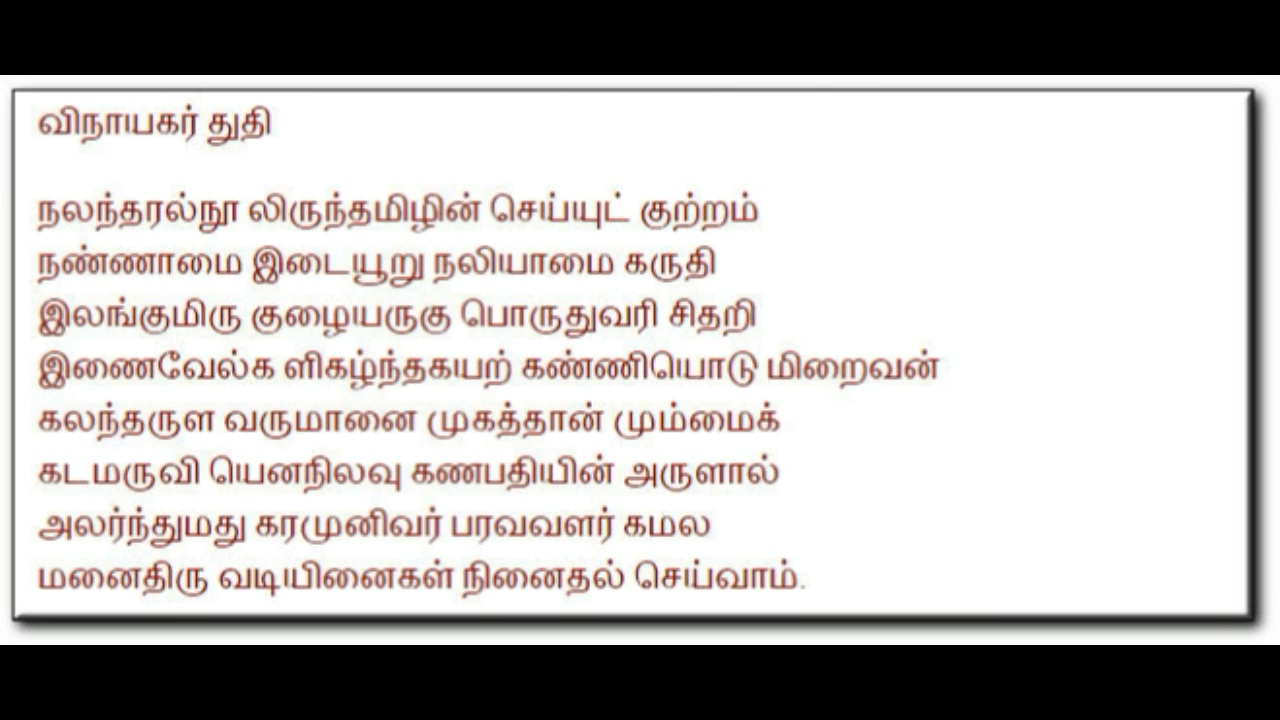 விநாயகர் துதி
நலந்தரல்நூ லிருந்தமிழின் செய்யுட் குற்றம்
நண்ணாமை இடையூறு நலியாமை கருதி
இலங்குமிரு குழையருகு பொருதுவரி சிதறி
இணைவேல்க ளிகழ்ந்தகயற் கண்ணியொடு மிறைவன்
கலந்தருள வருமானை முகத்தான் மும்மைக்
கடமருவி யெனநிலவு கணபதியின் அருளால்
அலர்ந்துமது கரமுனிவர் பரவவளர் கமல
மனைதிரு வடியினைகள் நினைதல் செய்வாம்.